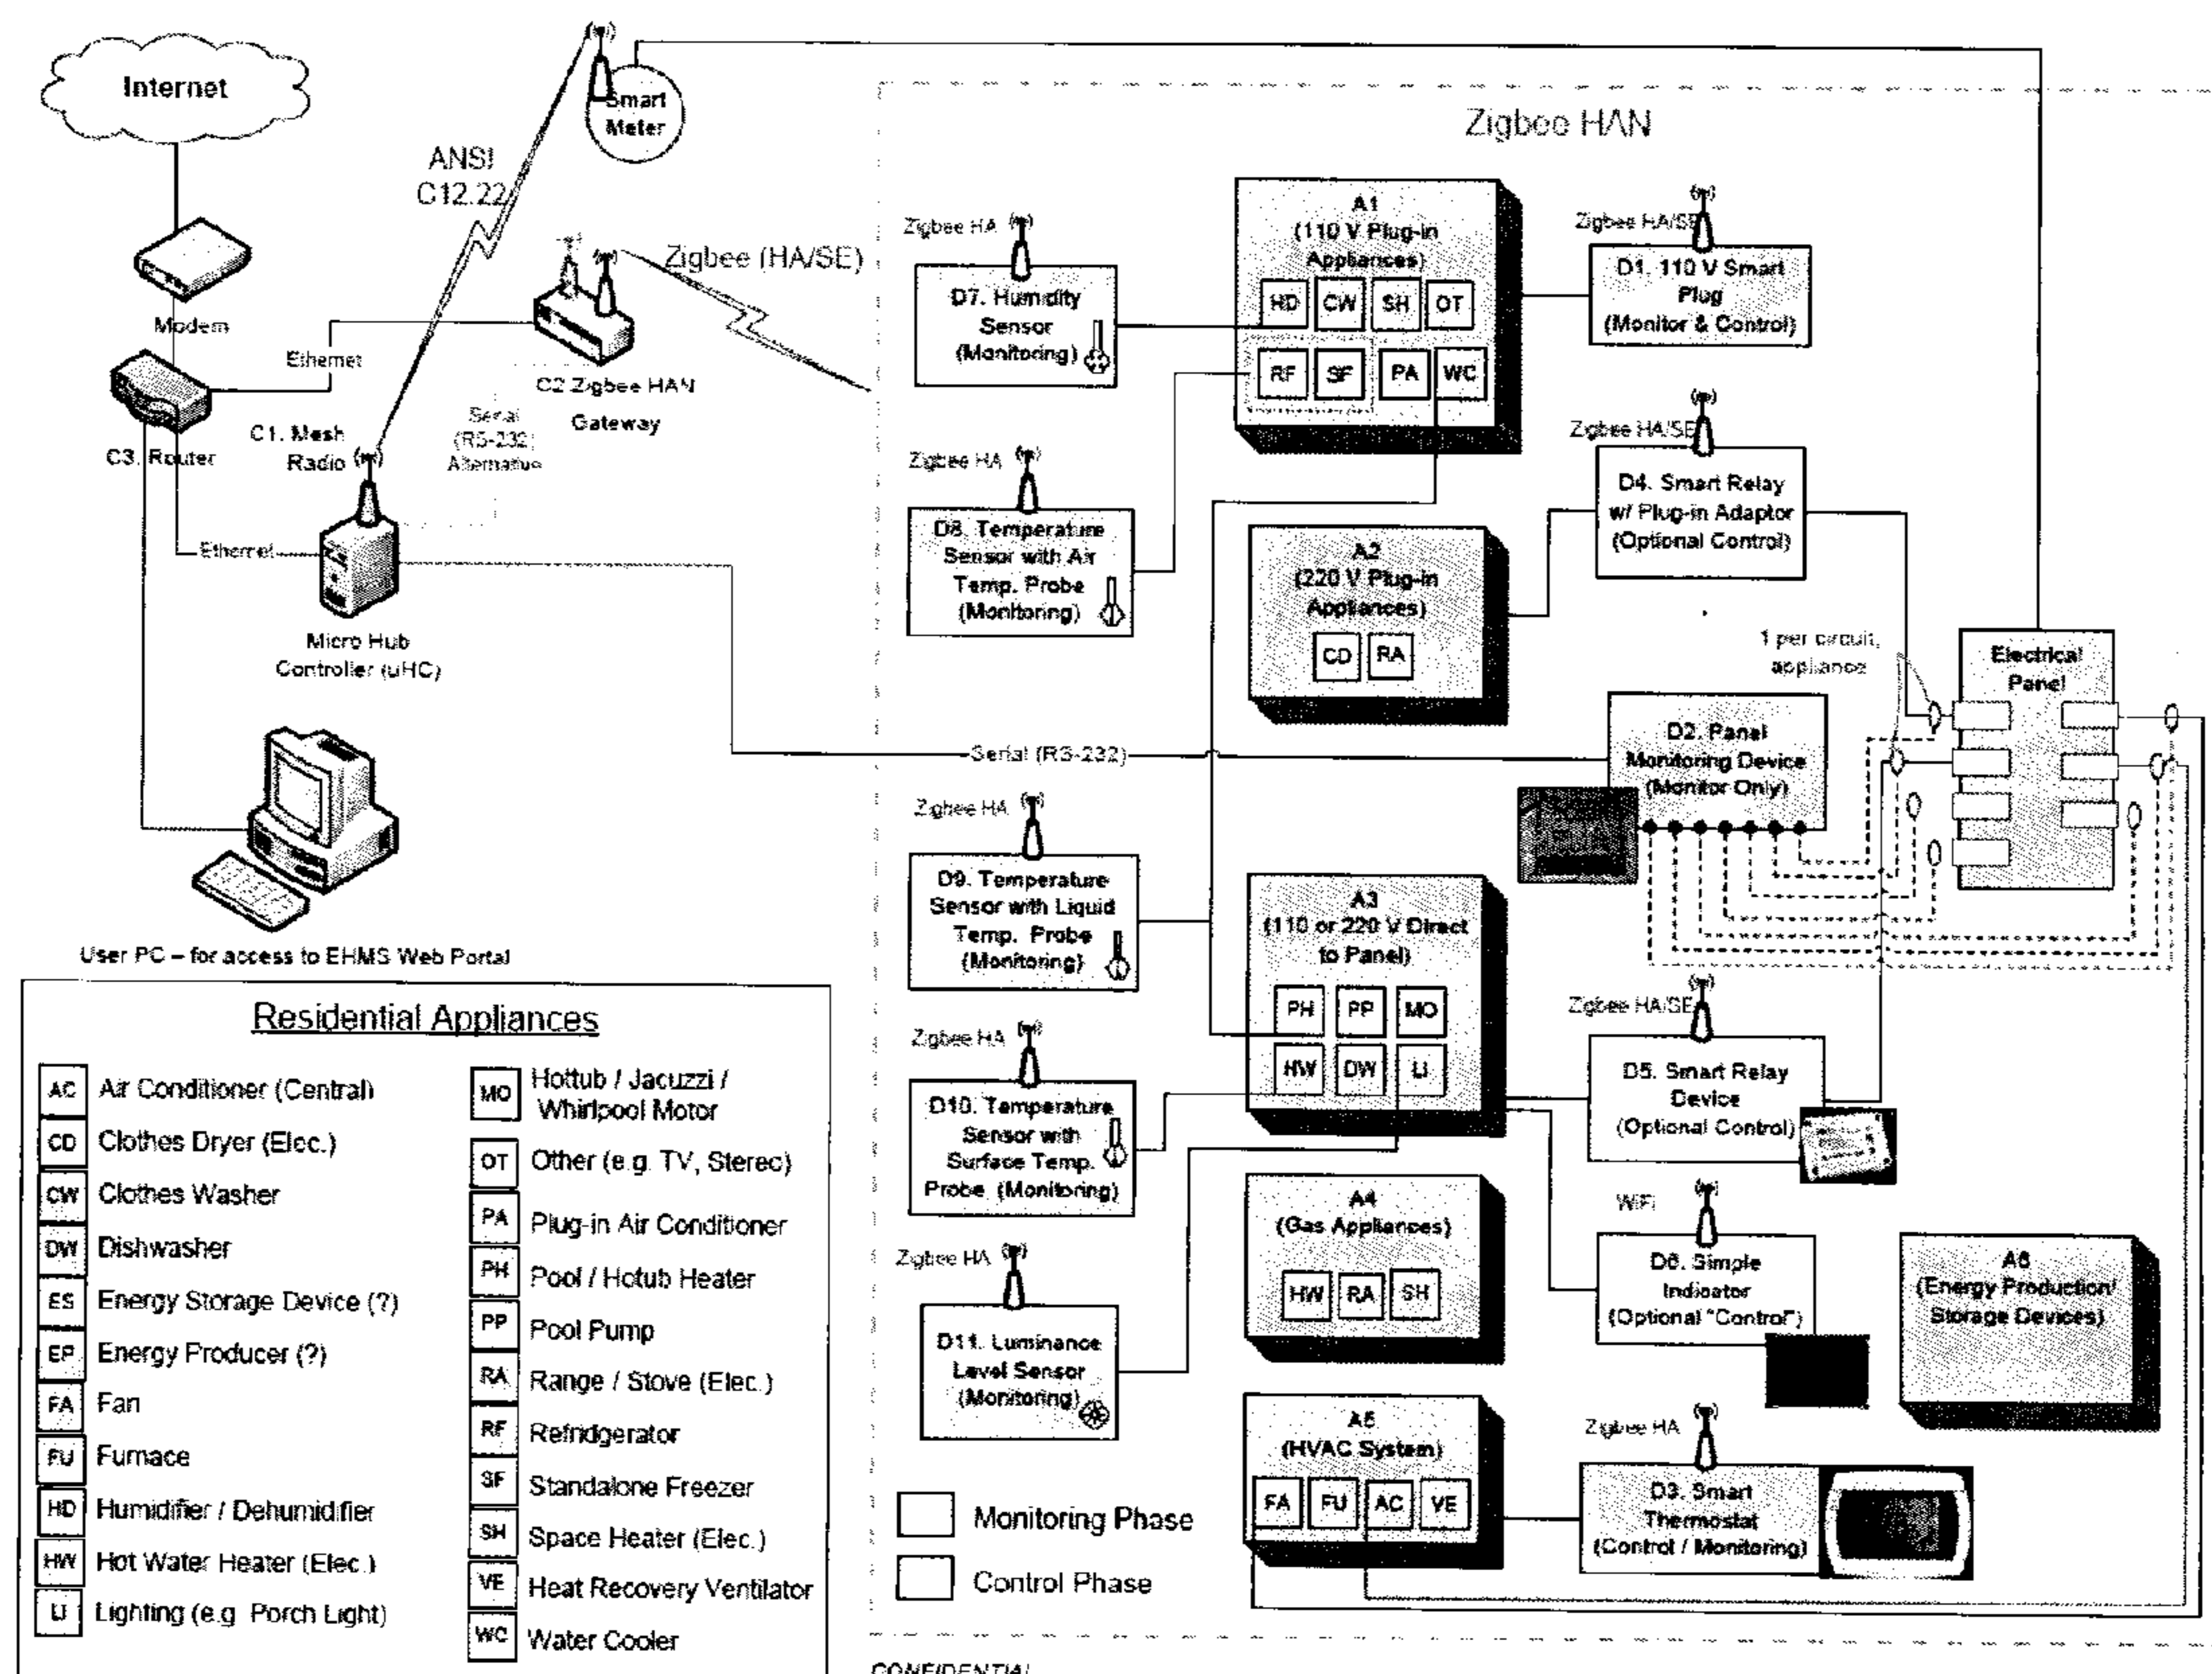 Internet
Smart
Meter
ANSI
C12.22
Modem
Ethernet
C2 Zigbee HAN
Gateway
Zigbee (HA/SE)
C3. Router
C1. Mesh
Radio
Serial
(RS-232)
Alternative
Ethernet
Micro Hub
Controller (uHC)
User PC – for access to EHMS Web Portal
Serial (RS-232)
Zigbee HAN
Zigbee HA
D7. Humidity
Sensor
(Monitoring)
Zigbee HA
D8. Temperature
Sensor with Air
Temp. Probe
(Monitoring)
Zigbee HA
D9. Temperature
Sensor with Liquid
Temp. Probe
(Monitoring)
Zigbee HA
D10. Temperature
Sensor with
Surface Temp.
Probe (Monitoring)
Zigbee HA
D11. Luminance
Level Sensor
(Monitoring)
A1
(110 V Plug-in
Appliances)
HD CW SH OT
RF SF PA WC
A2
(220 V Plug-in
Appliances)
CD RA
A3
(110 or 220 V Direct
to Panel)
PH PP MO
HW DW LI
A4
(Gas Appliances)
HW RA SH
A5
(HVAC System)
FA FU AC VE
Zigbee HA/SE
D1. 110 V Smart
Plug
(Monitor & Control)
Zigbee HA/SE
D4. Smart Relay
w/ Plug-in Adaptor
(Optional Control)
1 per circuit,
appliance
Electrical
Panel
D2. Panel
Monitoring Device
(Monitor Only)
Zigbee HA/SE
D5. Smart Relay
Device
(Optional Control)
WiFi
D6. Simple
Indicator
(Optional "Control")
A6
(Energy Production/
Storage Devices)
Zigbee HA
D3. Smart
Thermostat
(Control / Monitoring)
Monitoring Phase
Control Phase
Residential Appliances
AC Air Conditioner (Central)
CD Clothes Dryer (Elec.)
CW Clothes Washer
DW Dishwasher
ES Energy Storage Device (?)
EP Energy Producer (?)
FA Fan
FU Furnace
HD Humidifier / Dehumidifier
HW Hot Water Heater (Elec.)
LI Lighting (e.g. Porch Light)
MO Hottub / Jacuzzi /
Whirlpool Motor
OT Other (e.g. TV, Stereo)
PA Plug-in Air Conditioner
PH Pool / Hotub Heater
PP Pool Pump
RA Range / Stove (Elec.)
RF Refridgerator
SF Standalone Freezer
SH Space Heater (Elec.)
VE Heat Recovery Ventilator
WC Water Cooler
CONFIDENTIAL